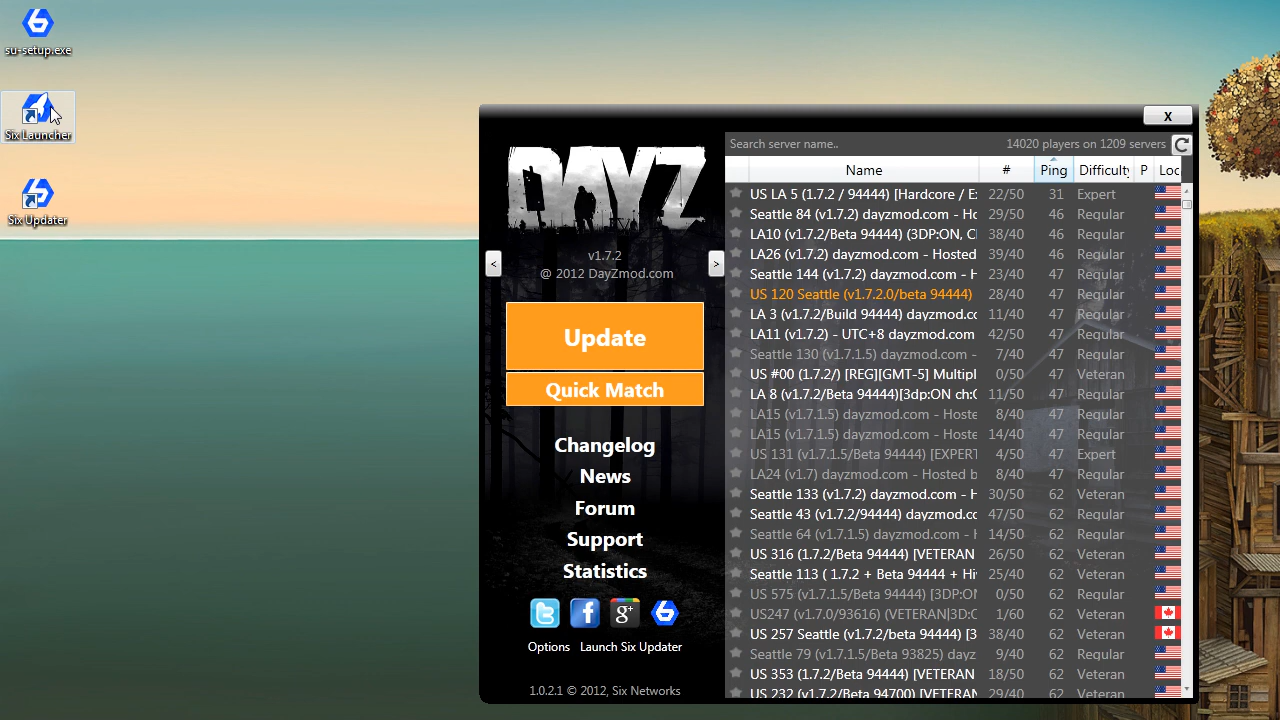 su-setup.exe
Six Launcher
Six Updater
X
DAYZ
v1.7.2
@ 2012 DayZmod.com
<
>
Update
Quick Match
Changelog
News
Forum
Support
Statistics
Options Launch Six Updater
1.0.2.1 © 2012, Six Networks
Search server name.. 14020 players on 1209 servers
Name # Ping Difficulty P Loc
US LA 5 (1.7.2 / 94444) [Hardcore / Ex 22/50 31 Expert
Seattle 84 (v1.7.2) dayzmod.com - Ho 29/50 46 Regular
LA10 (v1.7.2/Beta 94444) (3DP:ON, C 38/40 46 Regular
LA26 (v1.7.2) dayzmod.com - Hosted 39/40 46 Regular
Seattle 144 (v1.7.2) dayzmod.com - H 23/40 47 Regular
US 120 Seattle (v1.7.2.0/beta 94444) 28/40 47 Regular
LA 3 (v1.7.2/Build 94444) dayzmod.co 11/40 47 Regular
LA11 (v1.7.2) - UTC+8 dayzmod.com 42/50 47 Regular
Seattle 130 (v1.7.1.5) dayzmod.com - 7/40 47 Regular
US #00 (1.7.2/) [REG][GMT-5] Multipl 0/50 47 Veteran
LA 8 (v1.7.2/Beta 94444)[3dp:ON ch:C 11/50 47 Regular
LA15 (v1.7.1.5) dayzmod.com - Hoste 8/40 47 Regular
LA15 (v1.7.1.5) dayzmod.com - Hoste 14/40 47 Regular
US 131 (v1.7.1.5/Beta 94444) [EXPERT 4/50 47 Expert
LA24 (v1.7) dayzmod.com - Hosted b 8/40 47 Regular
Seattle 133 (v1.7.2) dayzmod.com - H 30/50 62 Veteran
Seattle 43 (v1.7.2/94444) dayzmod.cc 47/50 62 Regular
Seattle 64 (v1.7.1.5) dayzmod.com - H 14/50 62 Regular
US 316 (1.7.2/Beta 94444) [VETERAN 26/50 62 Veteran
Seattle 113 ( 1.7.2 + Beta 94444 + Hi 25/40 62 Veteran
US 575 (v1.7.1.5/Beta 94444) [3DP:ON 0/50 62 Regular
US247 (v1.7.0/93616) (VETERAN|3D:C 1/60 62 Veteran
US 257 Seattle (v1.7.2/beta 94444) [3 38/40 62 Veteran
Seattle 79 (v1.7.1.5/Beta 93825) dayz 9/40 62 Regular
US 353 (1.7.2/Beta 94444) [VETERAN 18/50 62 Veteran
US 232 (v1.7.2/Beta 94444) [VETERAN 29/40 62 Veteran